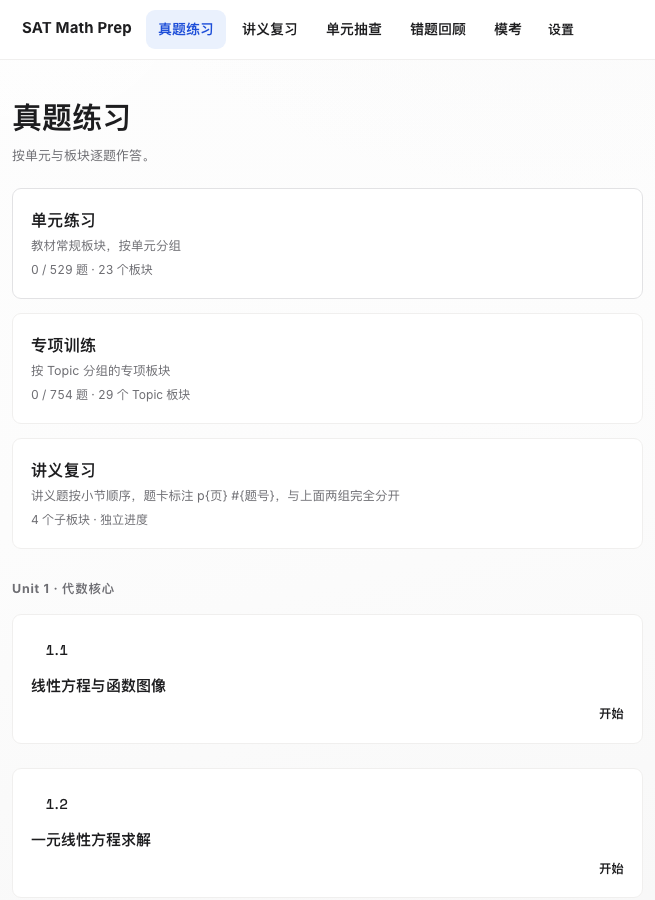 SAT Math Prep 真题练习 讲义复习 单元抽查 错题回顾 模考 设置
真题练习
按单元与板块逐题作答。
单元练习
教材常规板块，按单元分组
0 / 529 题 · 23 个板块
专项训练
按 Topic 分组的专项板块
0 / 754 题 · 29 个 Topic 板块
讲义复习
讲义题按小节顺序，题卡标注 p{页} #{题号}，与上面两组完全分开
4 个子板块 · 独立进度
Unit 1 · 代数核心
1.1
线性方程与函数图像
开始
1.2
一元线性方程求解
开始